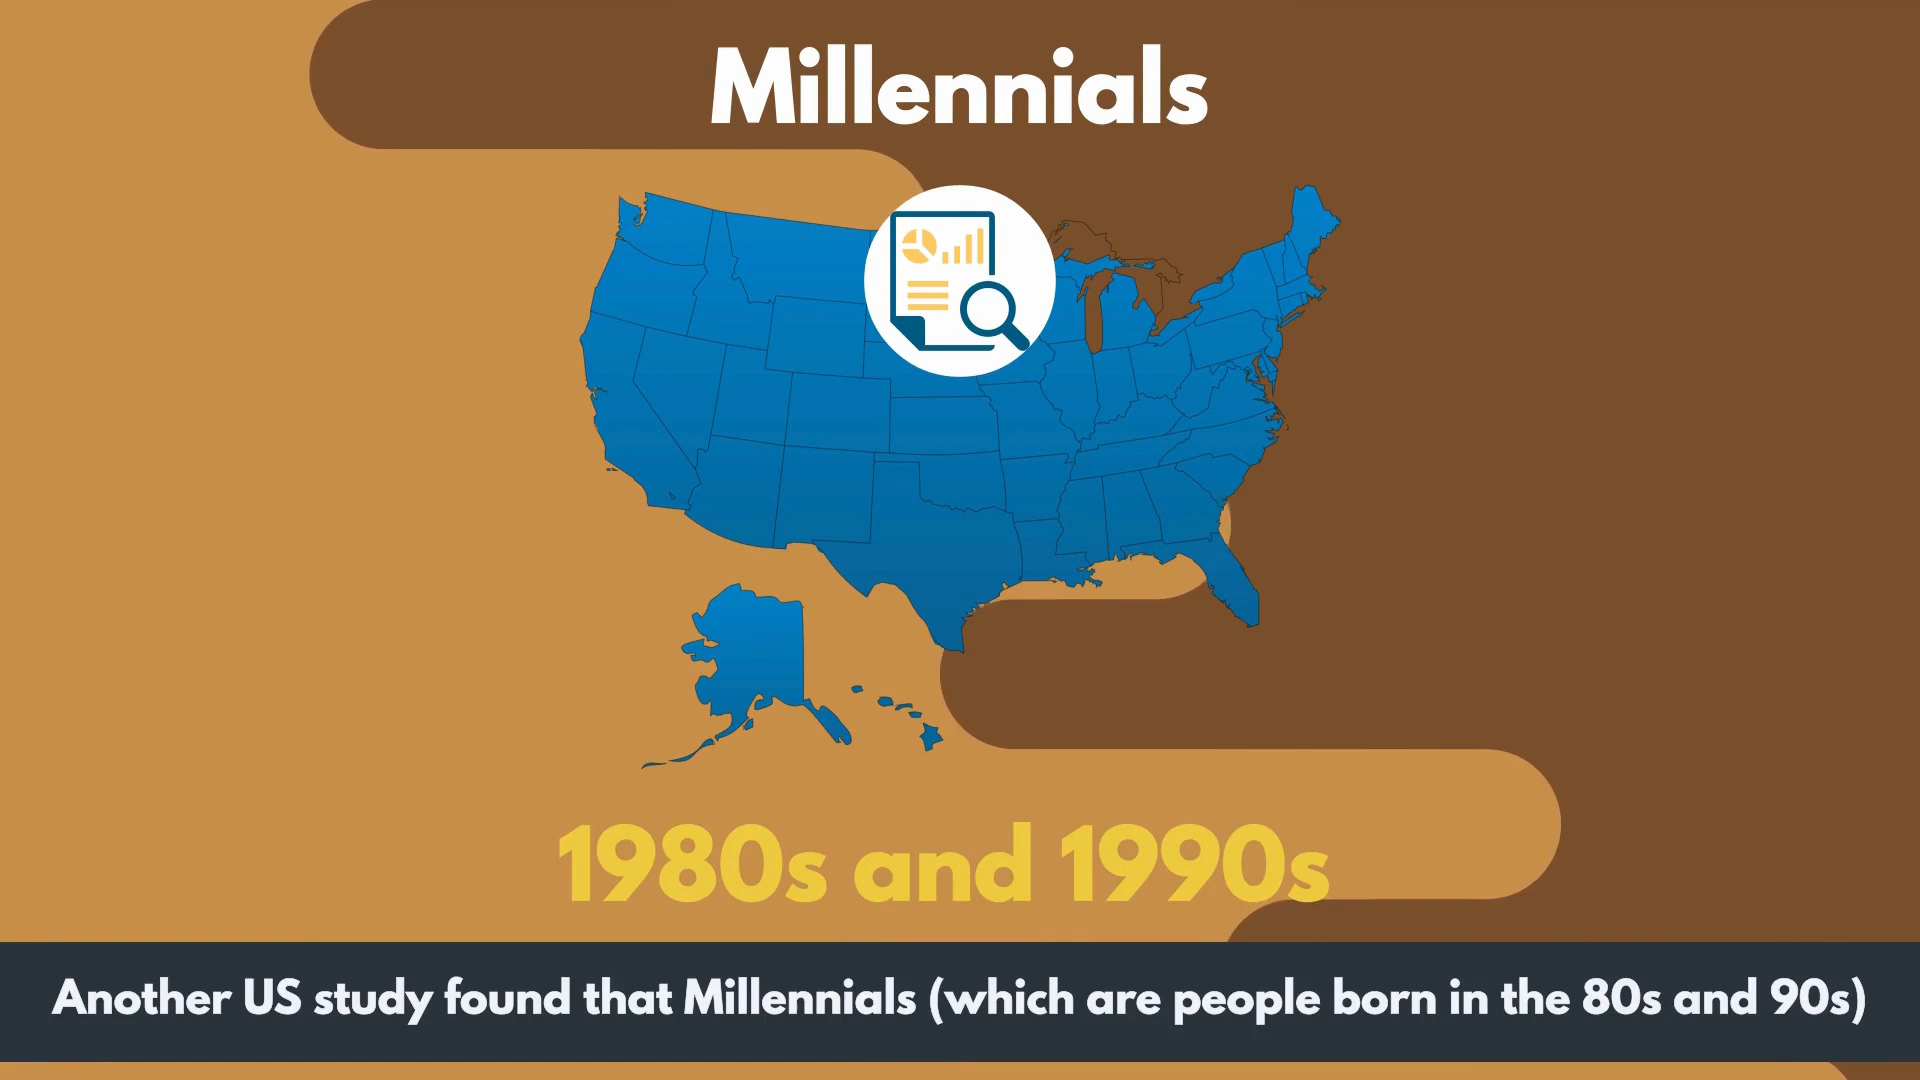 Millennials
1980s and 1990s
Another US study found that Millennials (which are people born in the 80s and 90s)